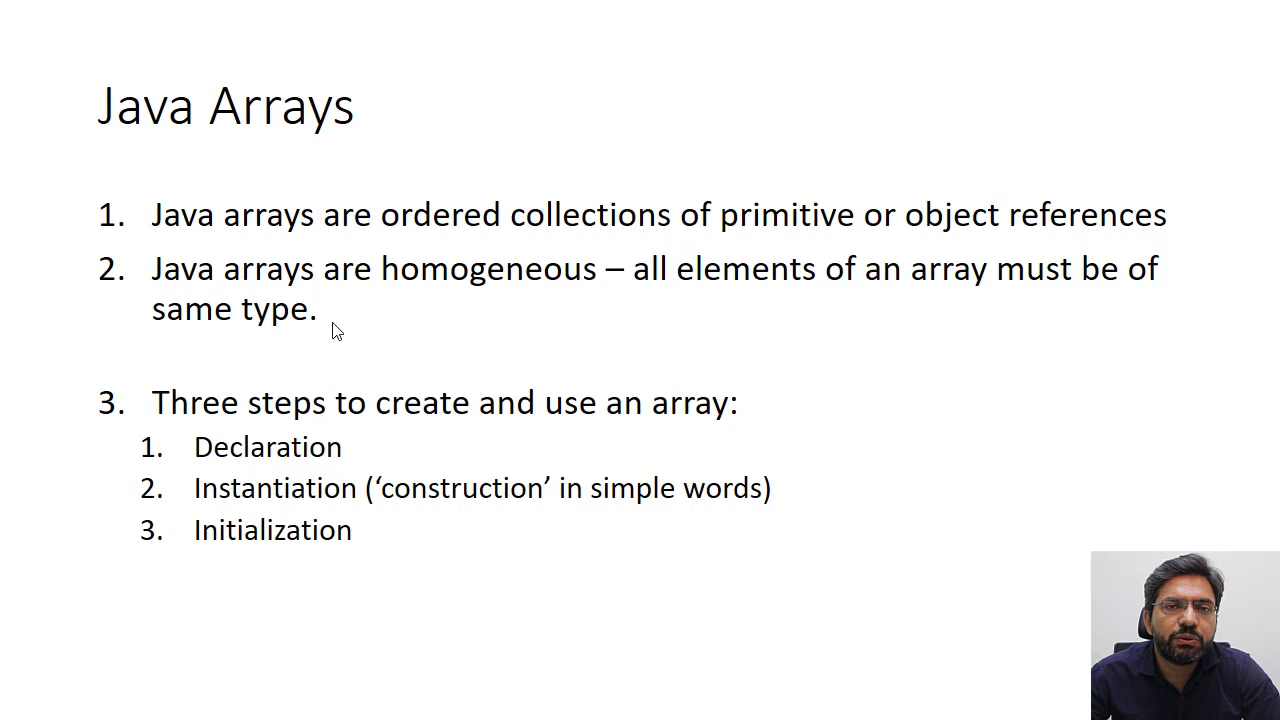 Java Arrays
1. Java arrays are ordered collections of primitive or object references
2. Java arrays are homogeneous – all elements of an array must be of
same type.
3. Three steps to create and use an array:
1. Declaration
2. Instantiation (‘construction’ in simple words)
3. Initialization